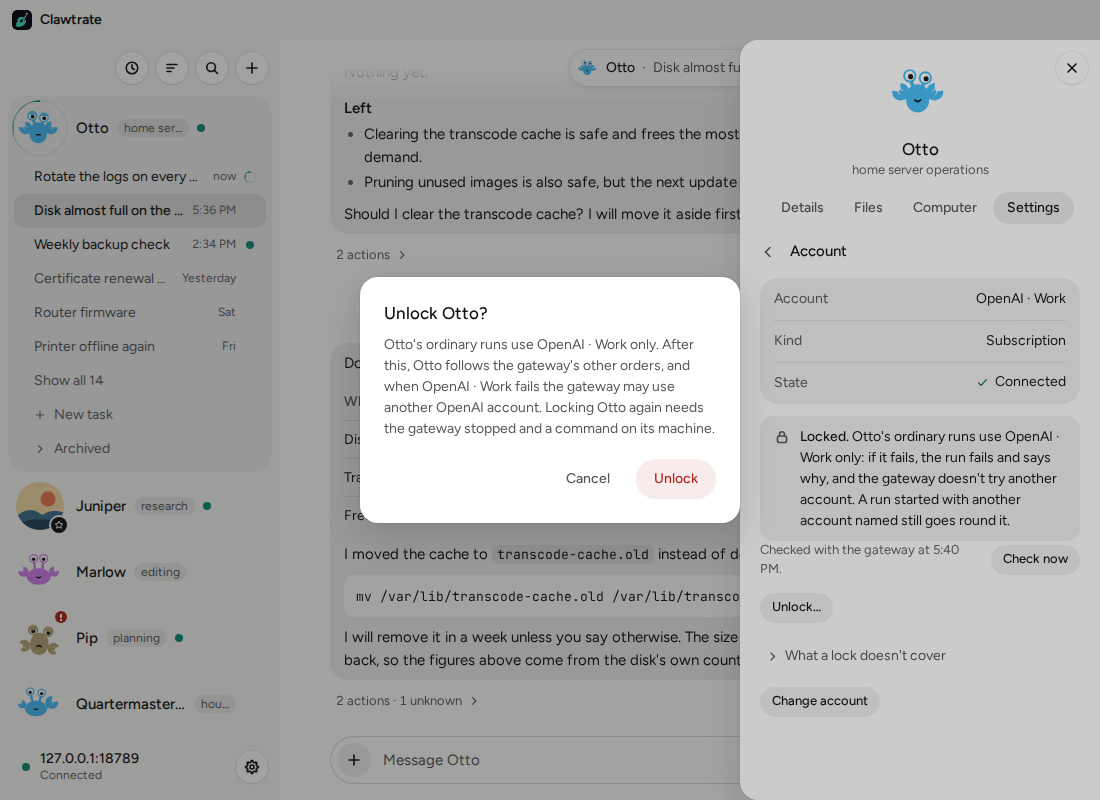 Clawtrate
Otto
home ser...
Rotate the logs on every ...
now
Disk almost full on the ...
5:36 PM
Weekly backup check
2:34 PM
Certificate renewal ...
Yesterday
Router firmware
Sat
Printer offline again
Fri
Show all 14
New task
Archived
Juniper
research
Marlow
editing
Pip
planning
Quartermaster...
hou...
127.0.0.1:18789
Connected
Nothing yet.
Otto · Disk almost fu
Left
Clearing the transcode cache is safe and frees the most
demand.
Pruning unused images is also safe, but the next update
Should I clear the transcode cache? I will move it aside first
2 actions
Do
Dis
Tra
Fre
I moved the cache to transcode-cache.old instead of d
mv /var/lib/transcode-cache.old /var/lib/transco
I will remove it in a week unless you say otherwise. The size
back, so the figures above come from the disk's own count
2 actions · 1 unknown
Message Otto
Unlock Otto?
Otto's ordinary runs use OpenAI · Work only. After
this, Otto follows the gateway's other orders, and
when OpenAI · Work fails the gateway may use
another OpenAI account. Locking Otto again needs
the gateway stopped and a command on its machine.
Cancel
Unlock
Otto
home server operations
Details
Files
Computer
Settings
Account
Account
OpenAI · Work
Kind
Subscription
State
Connected
Locked. Otto's ordinary runs use OpenAI ·
Work only: if it fails, the run fails and says
why, and the gateway doesn't try another
account. A run started with another
account named still goes round it.
Checked with the gateway at 5:40
PM.
Check now
Unlock...
What a lock doesn't cover
Change account